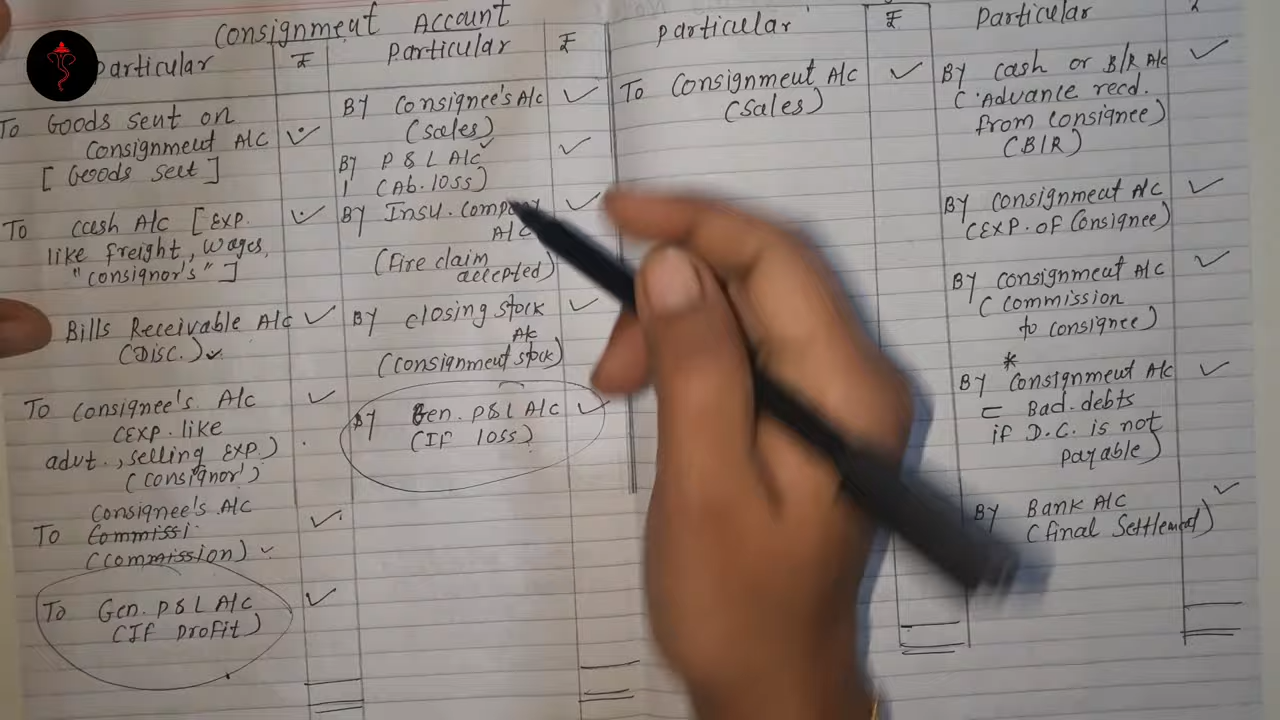 Consignment Account
Particular
₹
Particular
₹
To Goods sent on
Consignment A/C
[ Goods sect ]
To cash A/C [EXP.
like freight, wages,
"consignor's" ]
Bills Receivable A/C
(Disc.)
To Consignee's A/C
(EXP. like
advt., selling EXP.)
(consignor')
Consignee's A/C
To Commissi
(Commission)
To Gen. P & L A/C
(IF Profit)
By Consignee's A/C
(Sales)
By P & L A/C
(Ab. loss)
By Insu. Company
A/C
(Fire claim
accepted)
By closing stock
A/c
(consignment stock)
By Gen. P & L A/C
(IF loss)
Particular
₹
Particular
To Consignment A/C
(Sales)
By cash or B/R A/c
(Advance recd.
from consignee)
(B/R)
By consignment A/C
(EXP. OF Consignee)
By consignment A/C
(Commission
to consignee)
*
By Consignment A/C
Bad debts
if D.C. is not
payable)
By Bank A/C
(final Settlement)